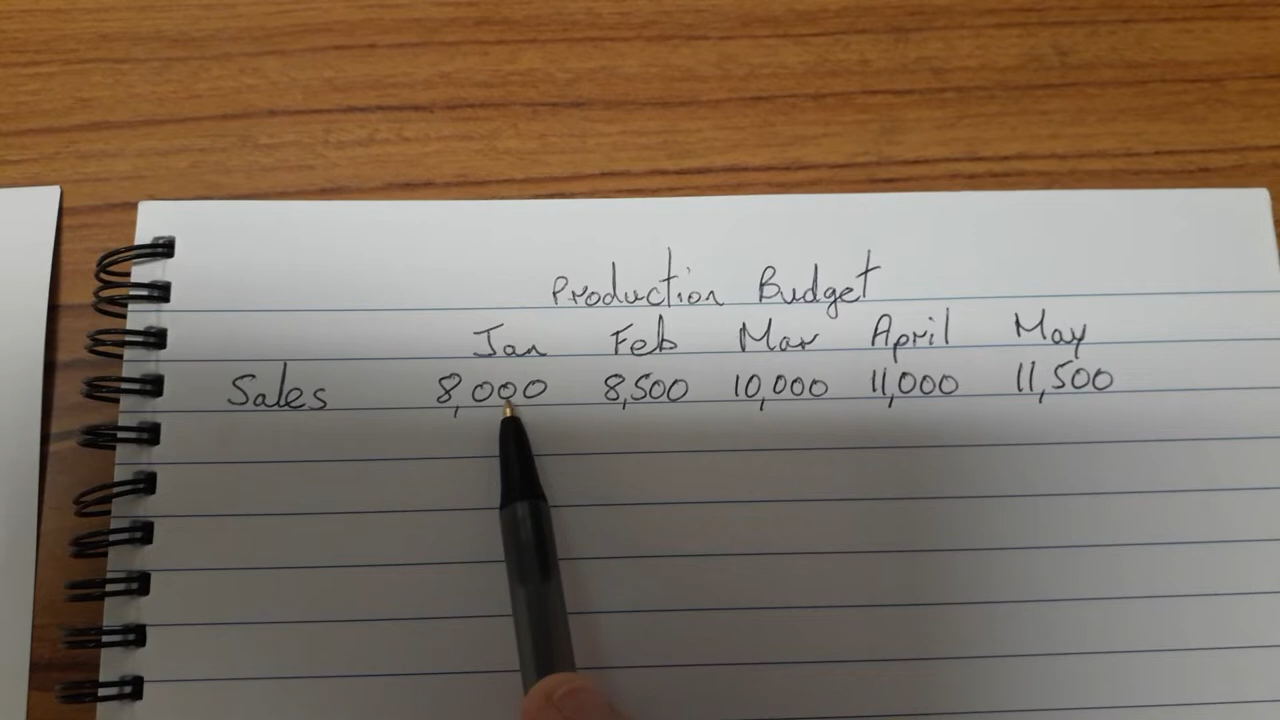 Production Budget
Jan Feb Mar April May
Sales 8,000 8,500 10,000 11,000 11,500